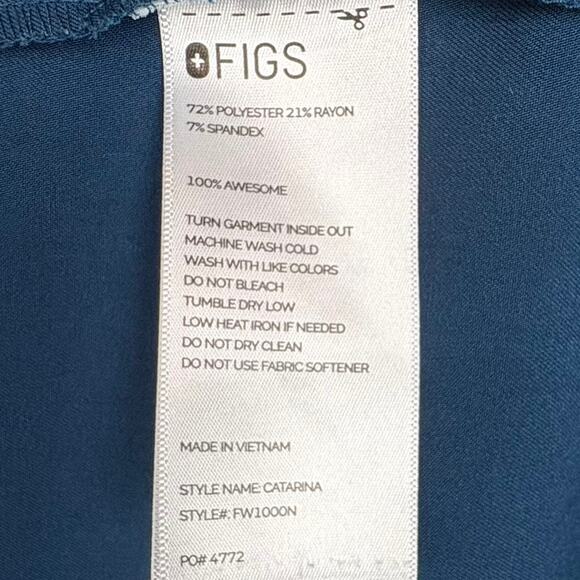 FIGS
72% POLYESTER 21% RAYON
7% SPANDEX
100% AWESOME
TURN GARMENT INSIDE OUT
MACHINE WASH COLD
WASH WITH LIKE COLORS
DO NOT BLEACH
TUMBLE DRY LOW
LOW HEAT IRON IF NEEDED
DO NOT DRY CLEAN
DO NOT USE FABRIC SOFTENER
MADE IN VIETNAM
STYLE NAME: CATARINA
STYLE#: FW1000N
PO# 4772